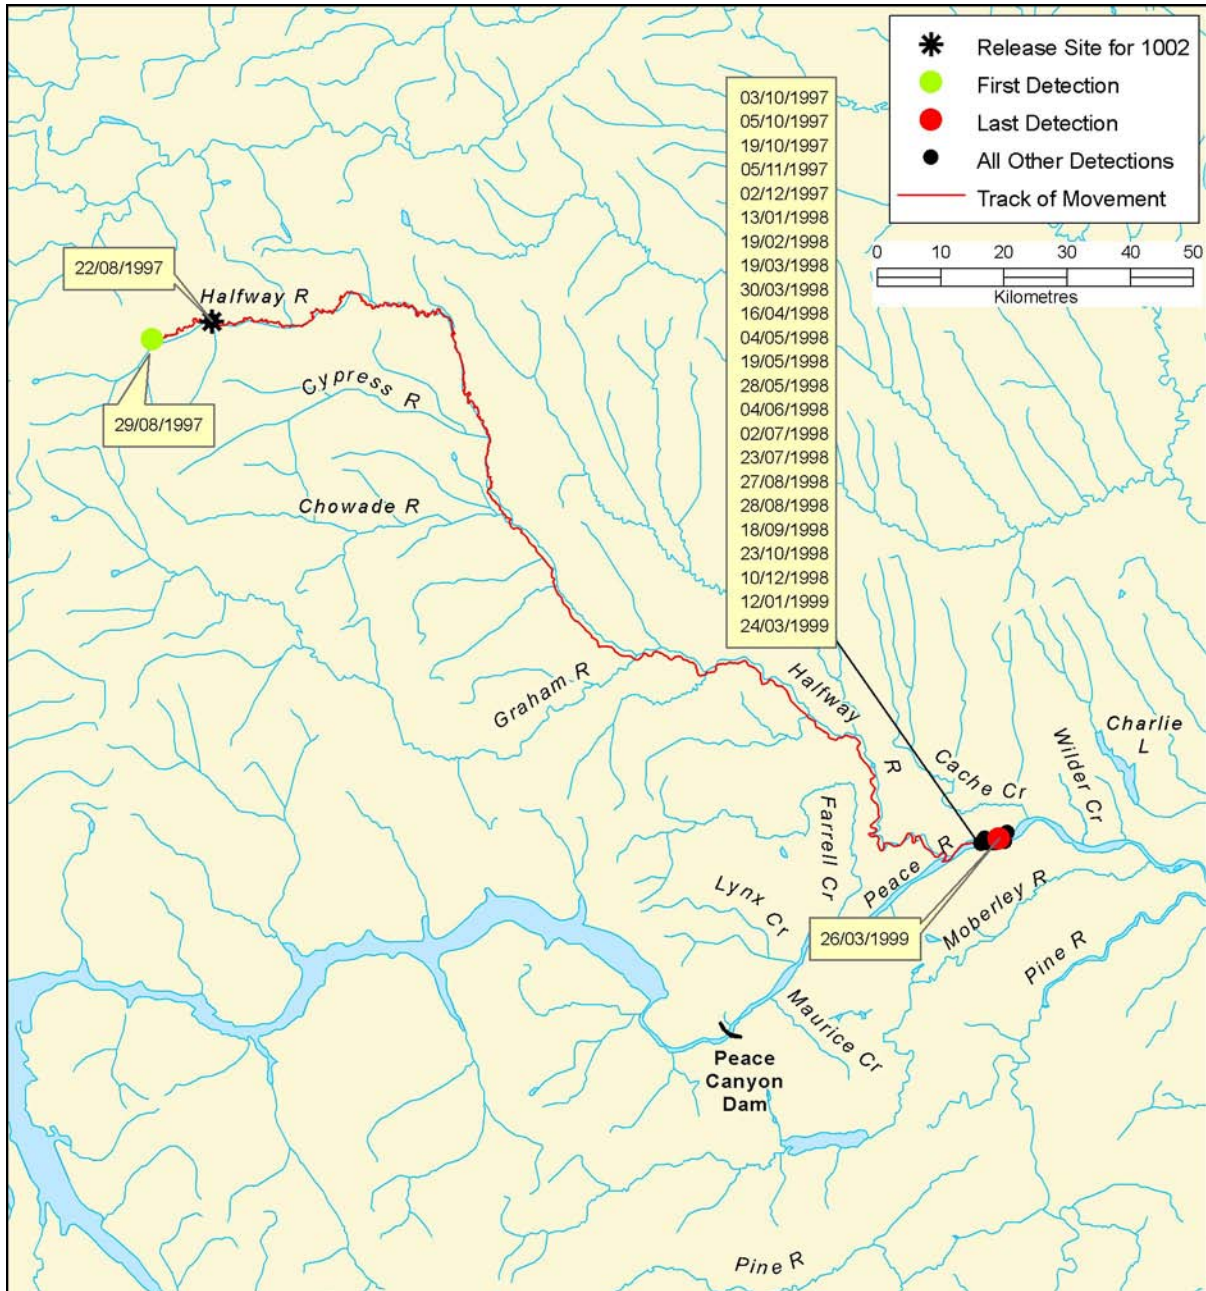 Release Site for 1002
First Detection
Last Detection
All Other Detections
Track of Movement
0 10 20 30 40 50
Kilometres
03/10/1997
05/10/1997
19/10/1997
05/11/1997
02/12/1997
13/01/1998
19/02/1998
19/03/1998
30/03/1998
16/04/1998
04/05/1998
19/05/1998
28/05/1998
04/06/1998
02/07/1998
23/07/1998
27/08/1998
28/08/1998
18/09/1998
23/10/1998
10/12/1998
12/01/1999
24/03/1999
22/08/1997
Halfway R
29/08/1997
Cypress R
Chowade R
Graham R
Halfway R
Charlie
L
Wilder Cr
Cache Cr
Farrell Cr
Peace R
Lynx Cr
26/03/1999
Moberley R
Pine R
Maurice Cr
Peace
Canyon
Dam
Pine R